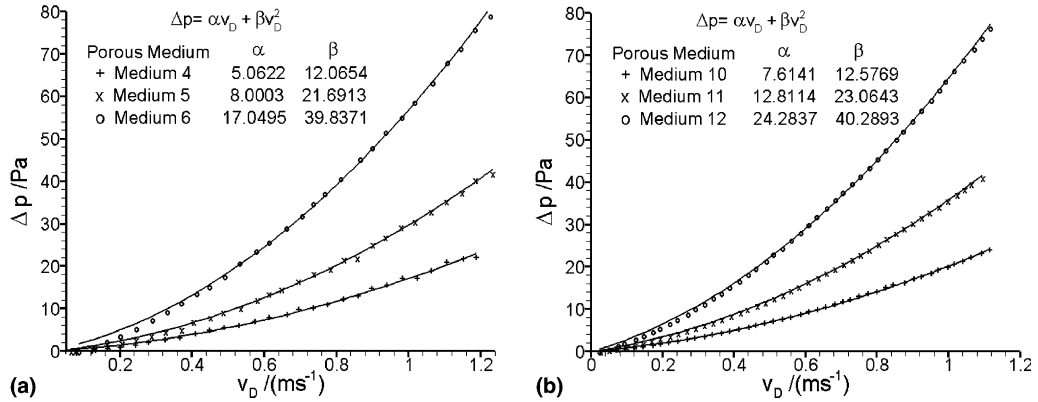 Δp= αv_D + βv_D^2
Porous Medium α β
+ Medium 4 5.0622 12.0654
x Medium 5 8.0003 21.6913
o Medium 6 17.0495 39.8371
80
70
60
50
40
30
20
10
0
Δp /Pa
0.2 0.4 0.6 0.8 1 1.2
v_D /(ms⁻¹)
(a)
Δp= αv_D + βv_D^2
Porous Medium α β
+ Medium 10 7.6141 12.5769
x Medium 11 12.8114 23.0643
o Medium 12 24.2837 40.2893
80
70
60
50
40
30
20
10
0
Δp /Pa
0 0.2 0.4 0.6 0.8 1 1.2
v_D /(ms⁻¹)
(b)